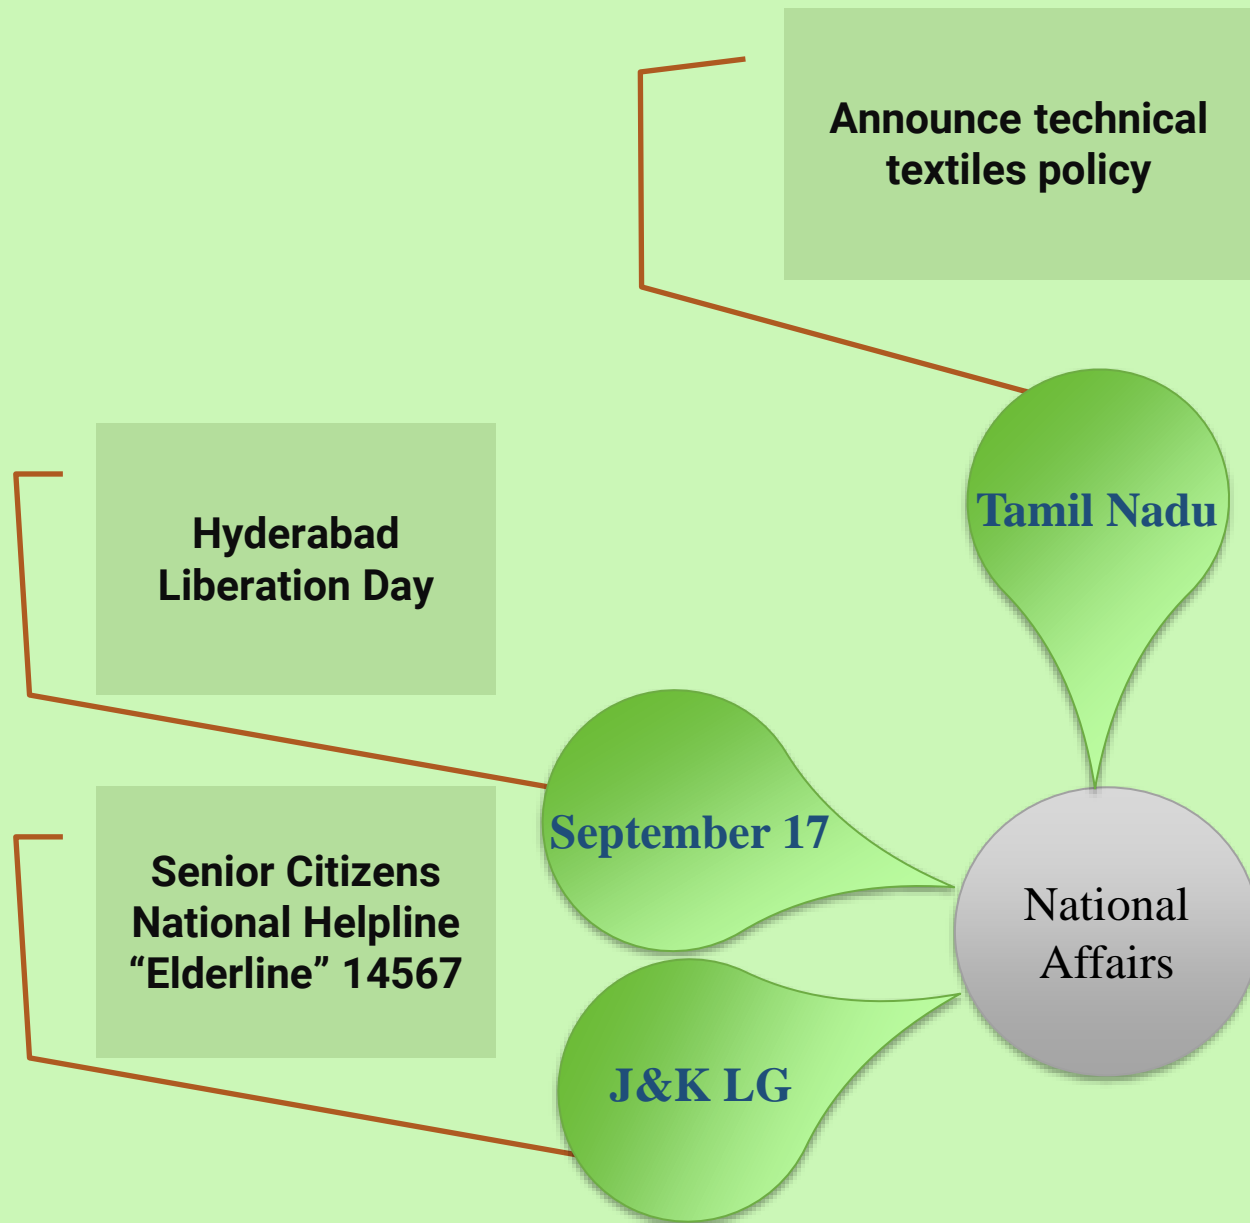 Announce technical
textiles policy
Tamil Nadu
Hyderabad
Liberation Day
September 17
Senior Citizens
National Helpline
“Elderline” 14567
J&K LG
National
Affairs